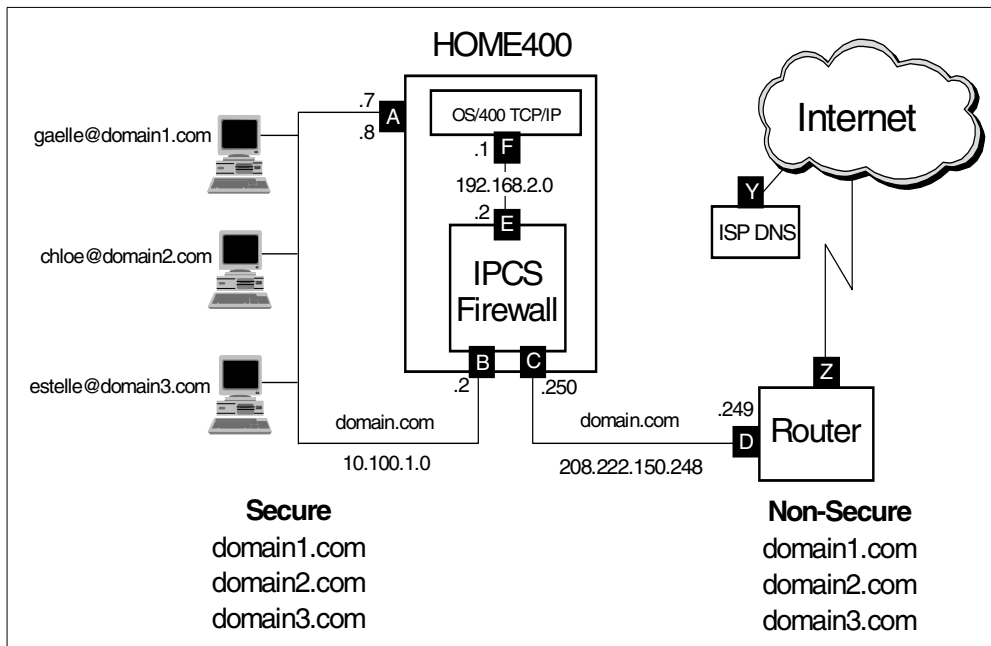 HOME400
.7
A
.8
OS/400 TCP/IP
.1
F
192.168.2.0
.2
E
IPCS
Firewall
B
C
.2
.250
gaelle@domain1.com
chloe@domain2.com
estelle@domain3.com
domain.com
10.100.1.0
domain.com
208.222.150.248
Internet
Y
ISP DNS
Z
.249
D
Router
Secure
domain1.com
domain2.com
domain3.com
Non-Secure
domain1.com
domain2.com
domain3.com